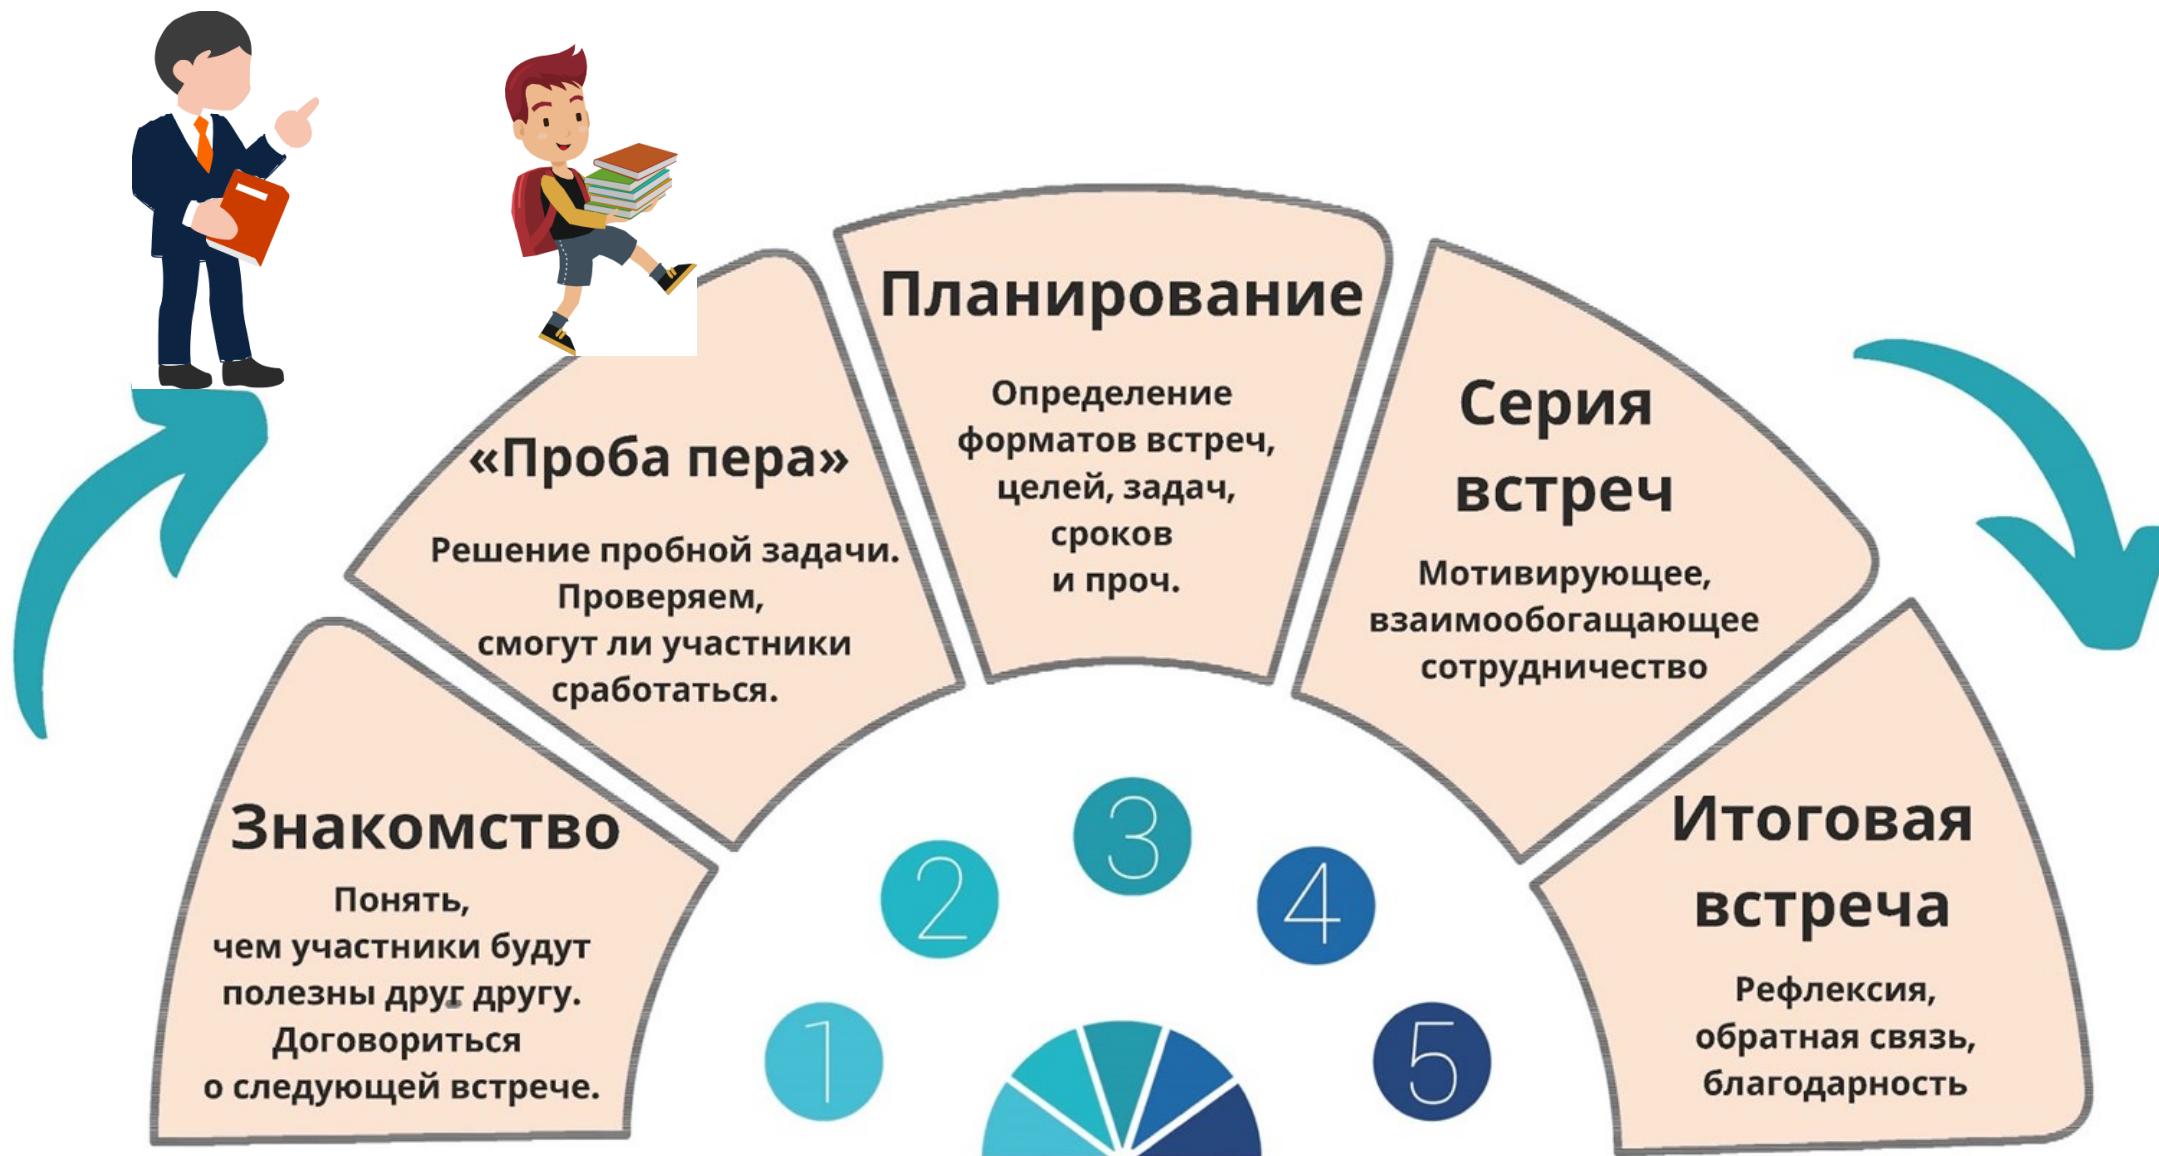 Знакомство
Понять,
чем участники будут
полезны друг другу.
Договориться
о следующей встрече.
«Проба пера»
Решение пробной задачи.
Проверяем,
смогут ли участники
сработаться.
Планирование
Определение
форматов встреч,
целей, задач,
сроков
и проч.
Серия
встреч
Мотивирующее,
взаимообогащающее
сотрудничество
Итоговая
встреча
Рефлексия,
обратная связь,
благодарность
1
2
3
4
5